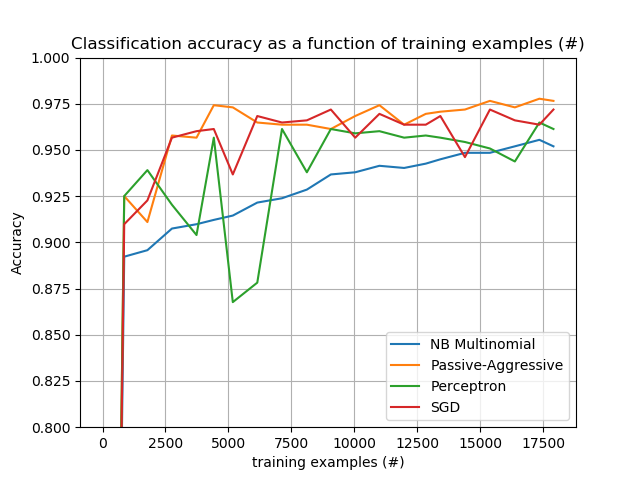 Classification accuracy as a function of training examples (#)
1.000
0.975
0.950
0.925
0.900
0.875
0.850
0.825
0.800
Accuracy
NB Multinomial
Passive-Aggressive
Perceptron
SGD
0 2500 5000 7500 10000 12500 15000 17500
training examples (#)